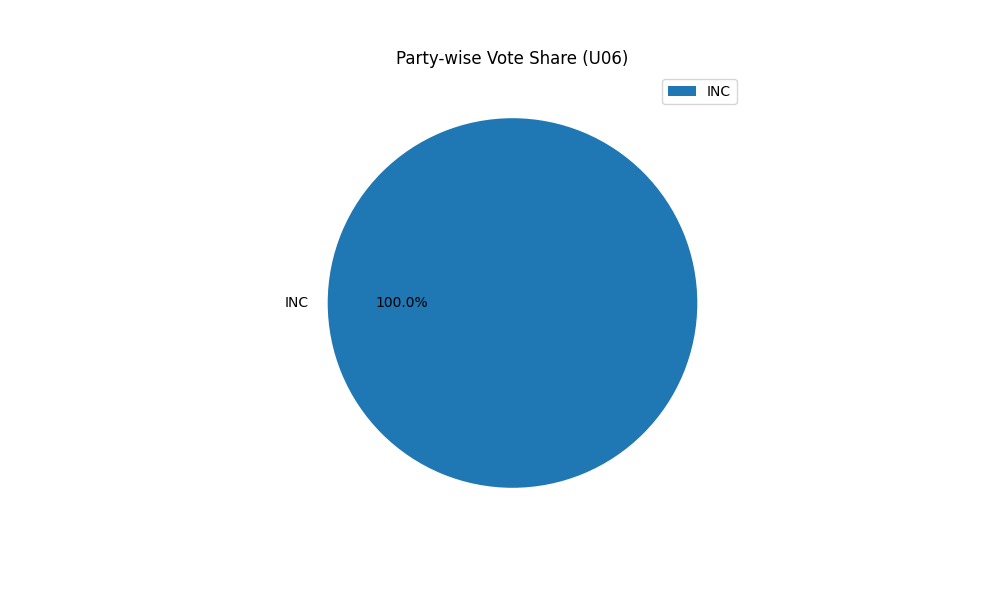 Party-wise Vote Share (U06)
INC
INC
100.0%